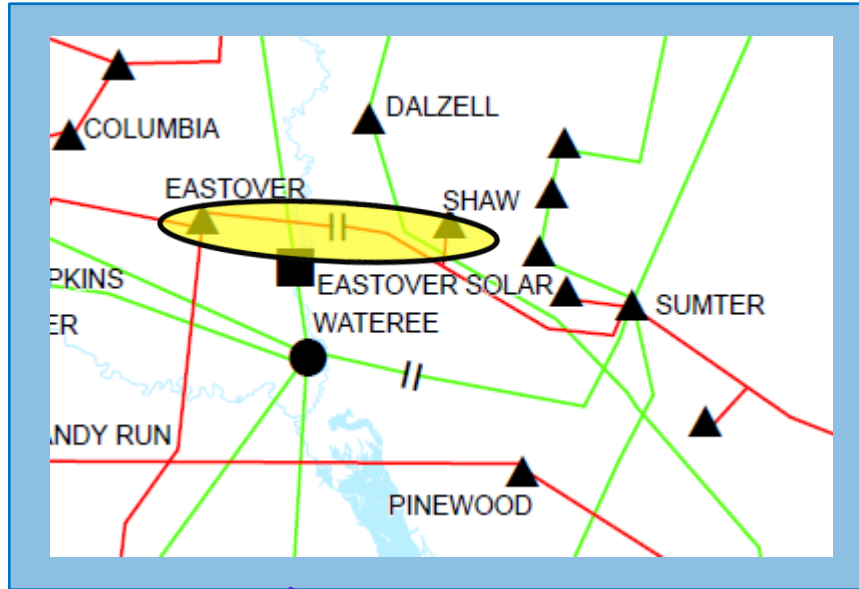 DALZELL
COLUMBIA
EASTOVER
SHAW
PKINS
EASTOVER SOLAR
SUMTER
ER
WATEREE
ANDY RUN
PINEWOOD